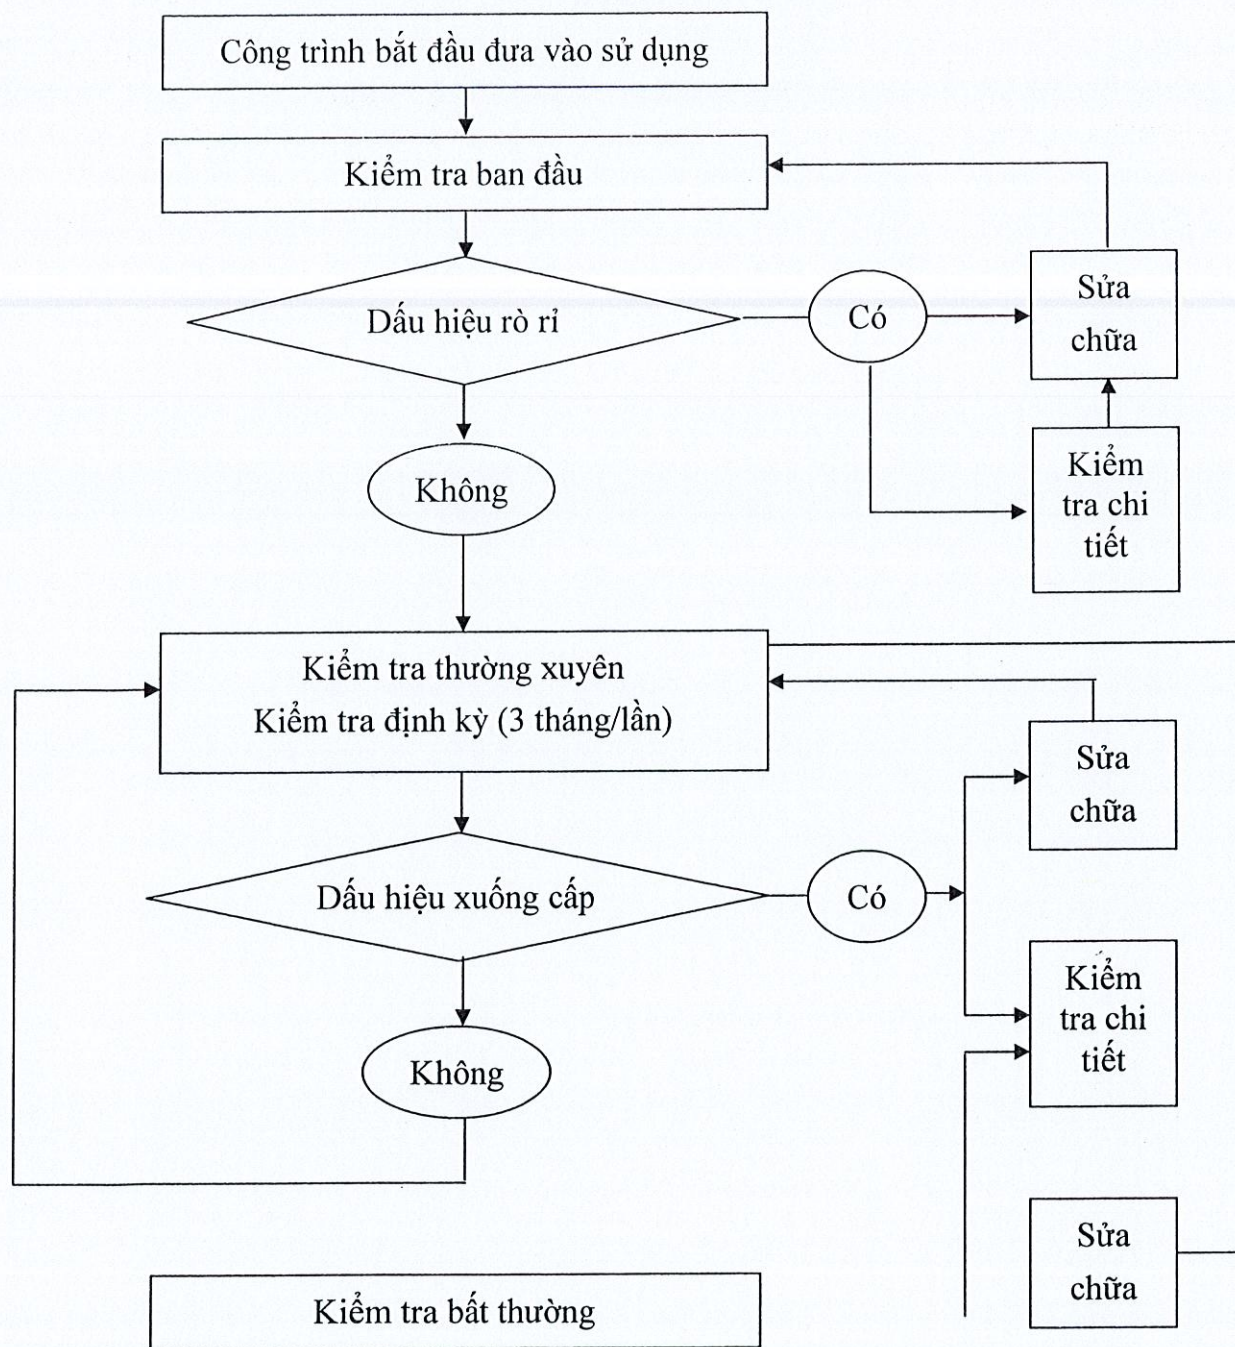 Công trình bắt đầu đưa vào sử dụng
Kiểm tra ban đầu
Dấu hiệu rò rỉ
Có
Sửa
chữa
Không
Kiểm
tra chi
tiết
Kiểm tra thường xuyên
Kiểm tra định kỳ (3 tháng/lần)
Sửa
chữa
Dấu hiệu xuống cấp
Có
Kiểm
tra chi
tiết
Không
Sửa
chữa
Kiểm tra bất thường